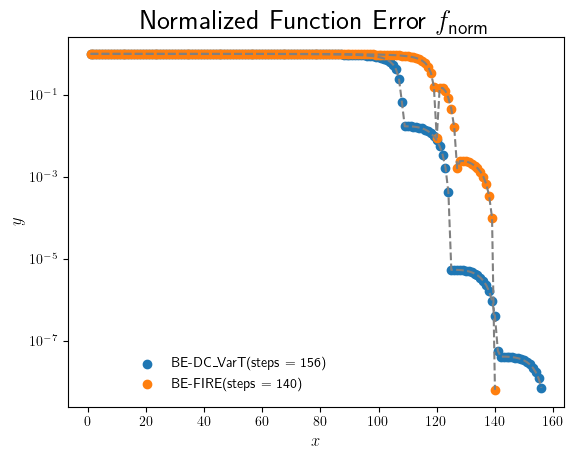 Normalized Function Error f_norm
10^-1
10^-3
10^-5
10^-7
y
BE-DC_VarT(steps = 156)
BE-FIRE(steps = 140)
0 20 40 60 80 100 120 140 160
x